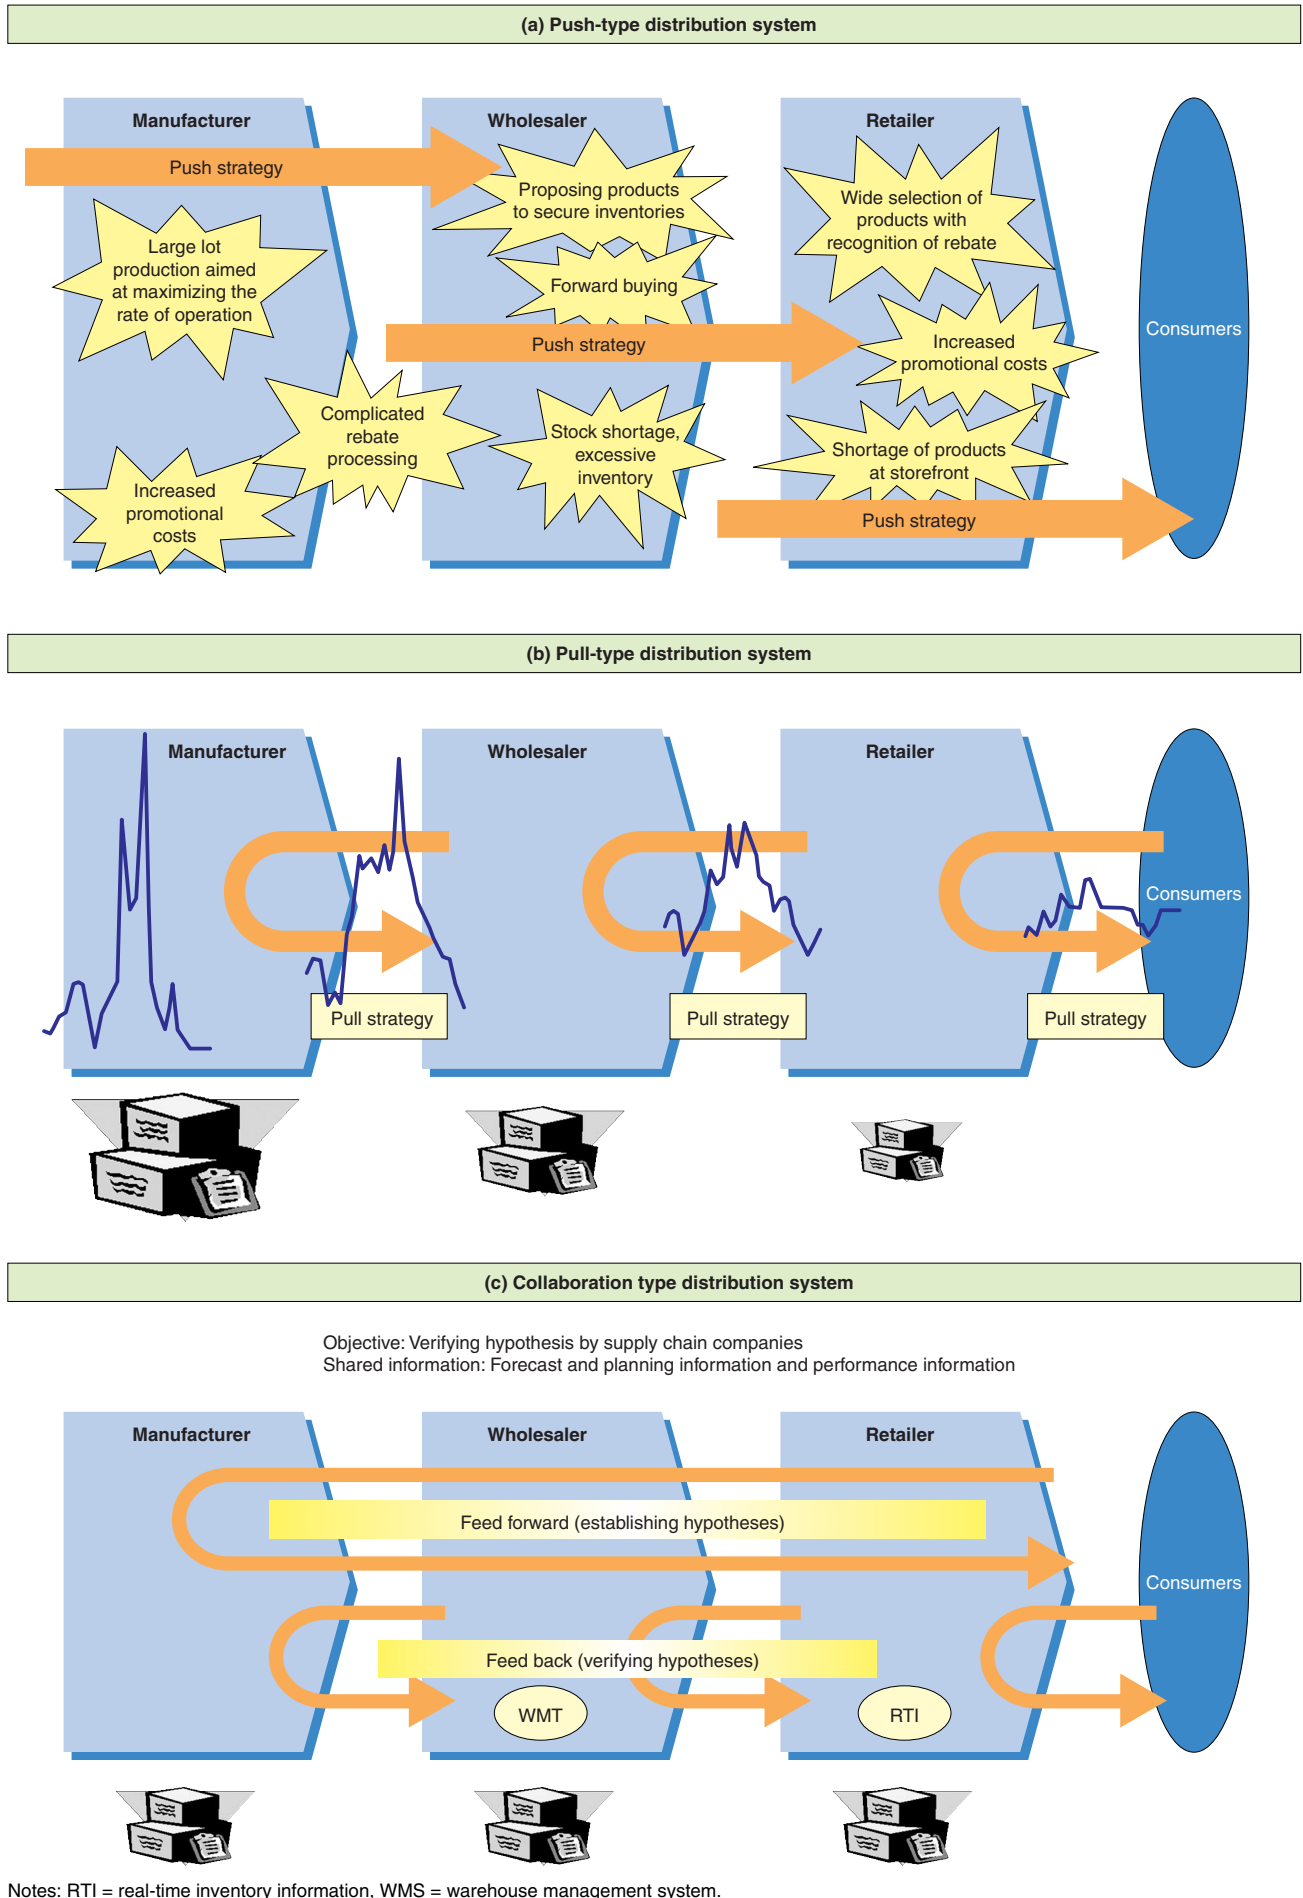 (a) Push-type distribution system
Manufacturer
Wholesaler
Retailer
Push strategy
Proposing products
to secure inventories
Wide selection of
products with
recognition of rebate
Large lot
production aimed
at maximizing the
rate of operation
Forward buying
Push strategy
Increased
promotional costs
Consumers
Complicated
rebate
processing
Stock shortage,
excessive
inventory
Shortage of products
at storefront
Increased
promotional
costs
Push strategy
(b) Pull-type distribution system
Manufacturer
Wholesaler
Retailer
Consumers
Pull strategy
Pull strategy
Pull strategy
(c) Collaboration type distribution system
Objective: Verifying hypothesis by supply chain companies
Shared information: Forecast and planning information and performance information
Manufacturer
Wholesaler
Retailer
Feed forward (establishing hypotheses)
Consumers
Feed back (verifying hypotheses)
WMT
RTI
Notes: RTI = real-time inventory information, WMS = warehouse management system.